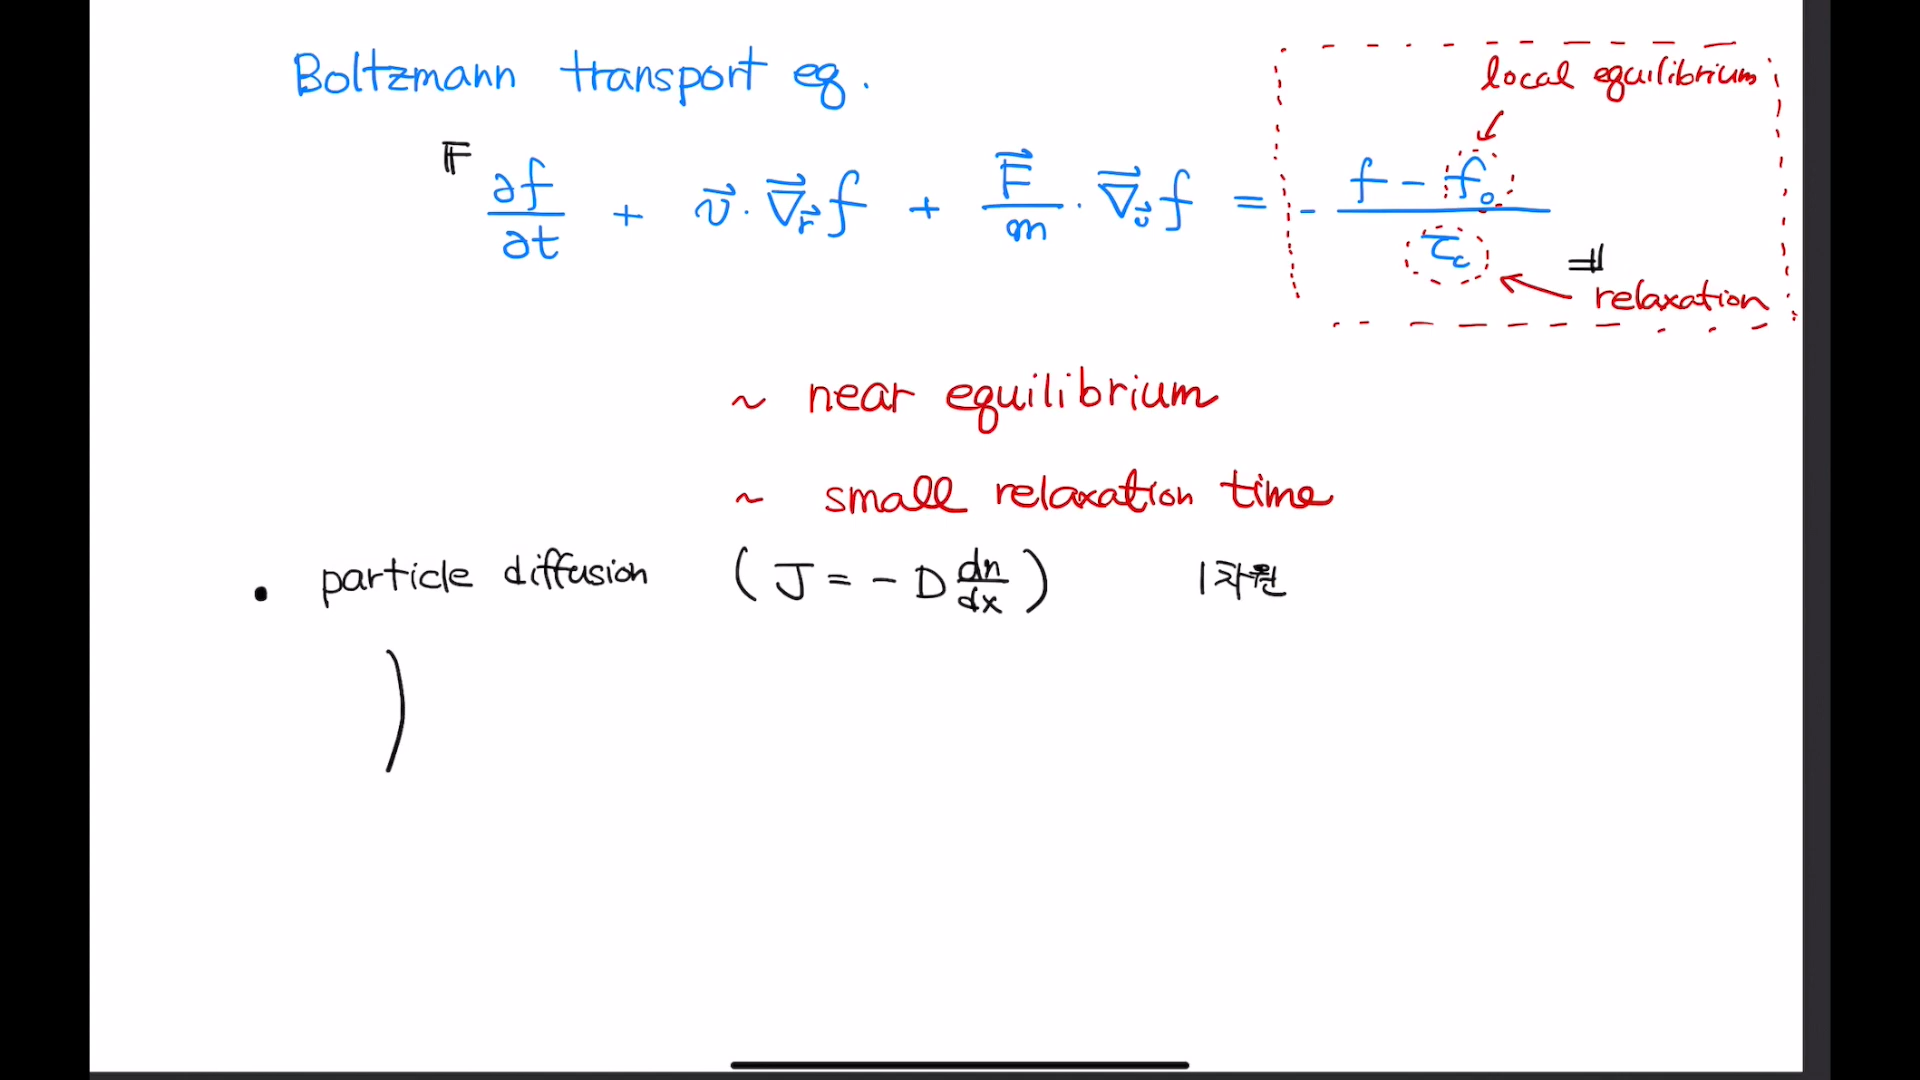 Boltzmann transport eq.
local equilibrium
∂f/∂t + v⃗ · ∇⃗_r⃗ f + F⃗/m · ∇⃗_v⃗ f = - (f - f₀)/τ_c
relaxation
~ near equilibrium
~ small relaxation time
• particle diffusion (J = - D dn/dx) 1차원